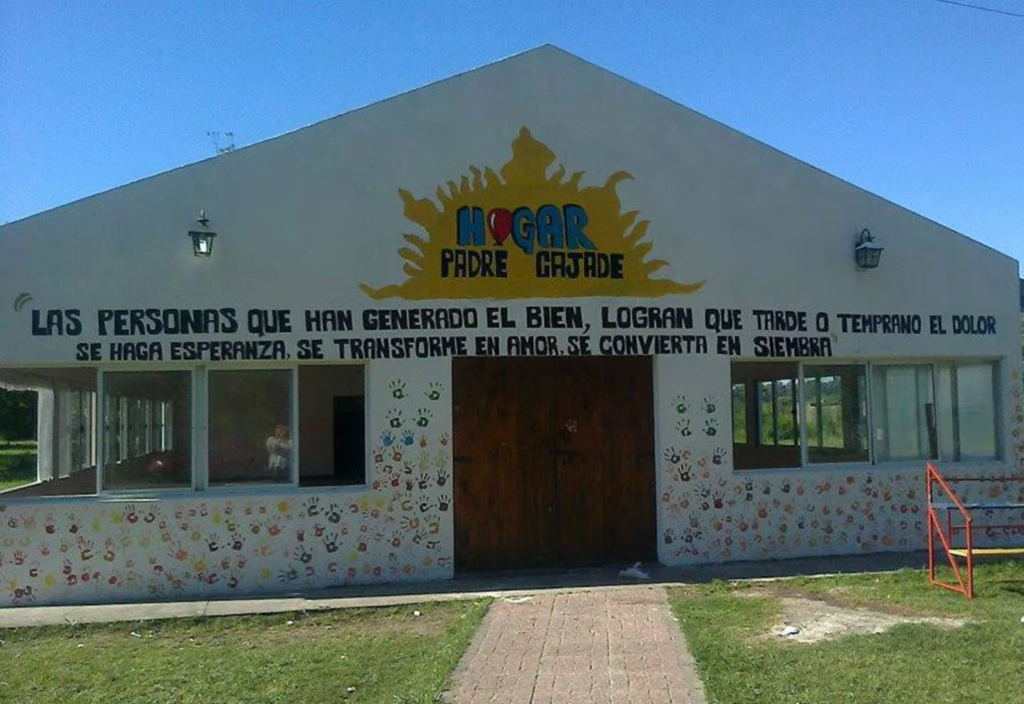 HOGAR
PADRE CAJADE
"LAS PERSONAS QUE HAN GENERADO EL BIEN, LOGRAN QUE TARDE O TEMPRANO EL DOLOR
SE HAGA ESPERANZA, SE TRANSFORME EN AMOR, SE CONVIERTA EN SIEMBRA"